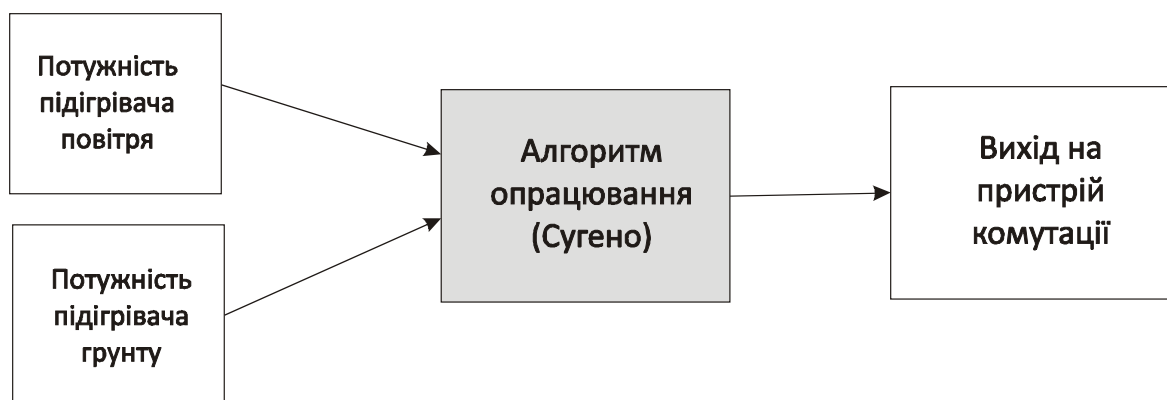 Потужність
підігрівача
повітря
Потужність
підігрівача
грунту
Алгоритм
опрацювання
(Сугено)
Вихід на
пристрій
комутації